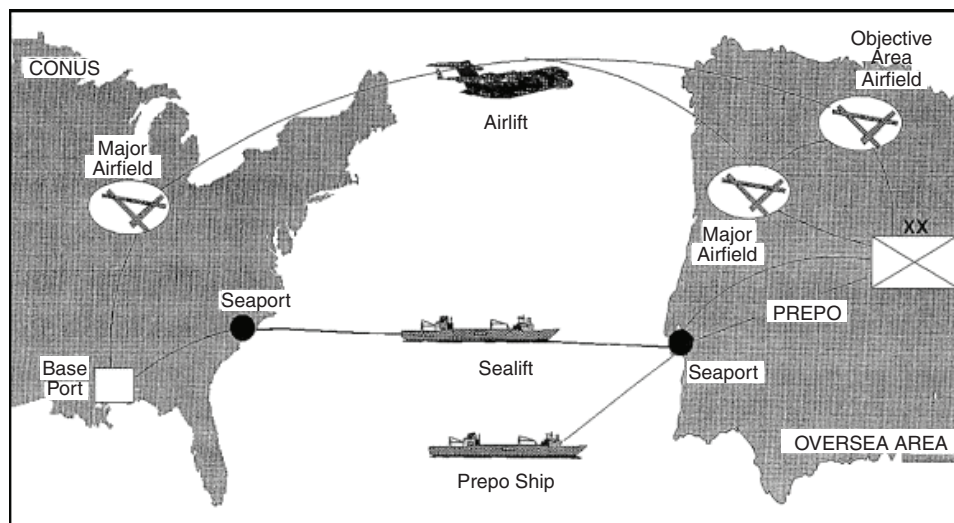 CONUS
Objective
Area
Airfield
Airlift
Major
Airfield
XX
Major
Airfield
Seaport
PREPO
Base
Port
Sealift
Seaport
OVERSEA AREA
Prepo Ship